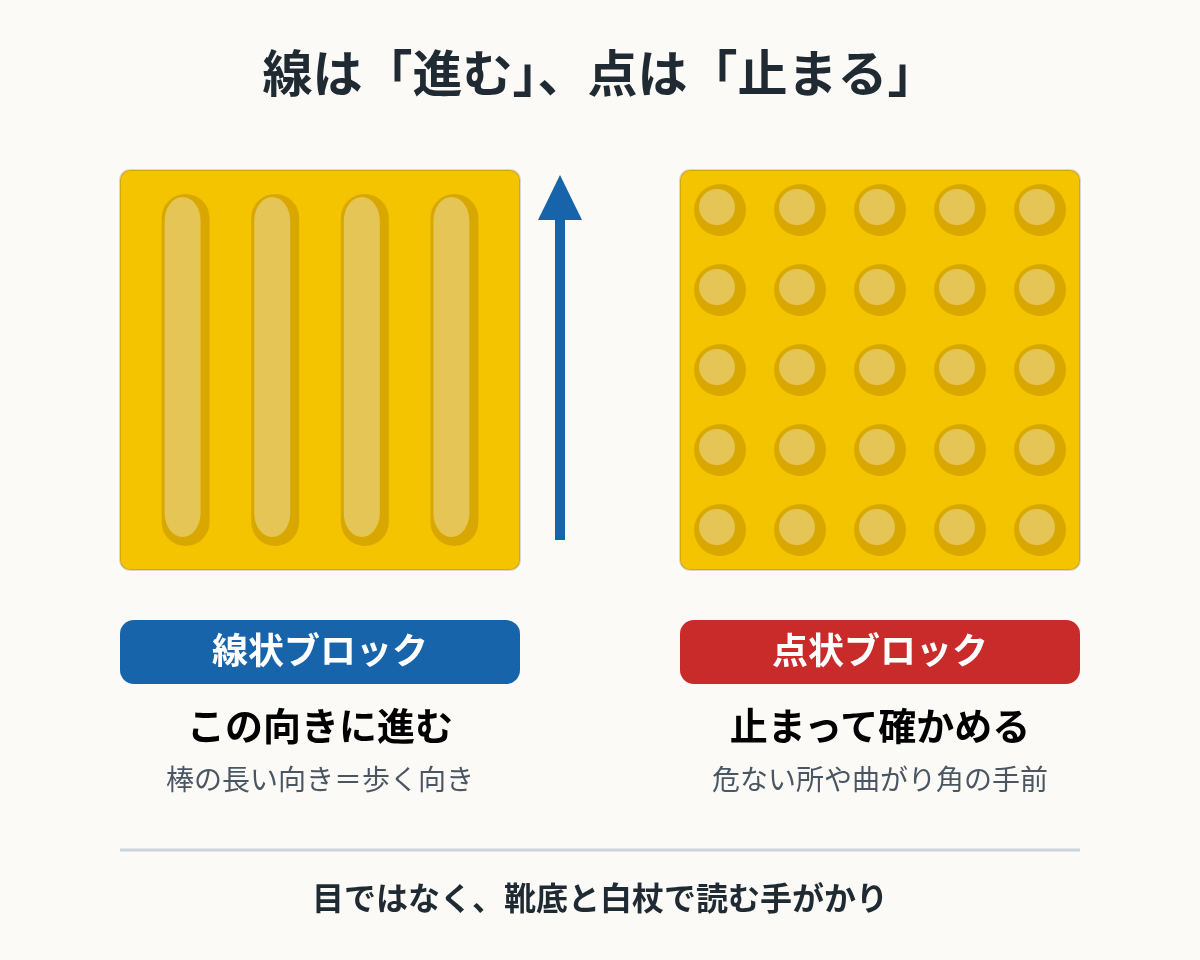 線は「進む」、点は「止まる」
線状ブロック
この向きに進む
棒の長い向き＝歩く向き
点状ブロック
止まって確かめる
危ない所や曲がり角の手前
目ではなく、靴底と白杖で読む手がかり